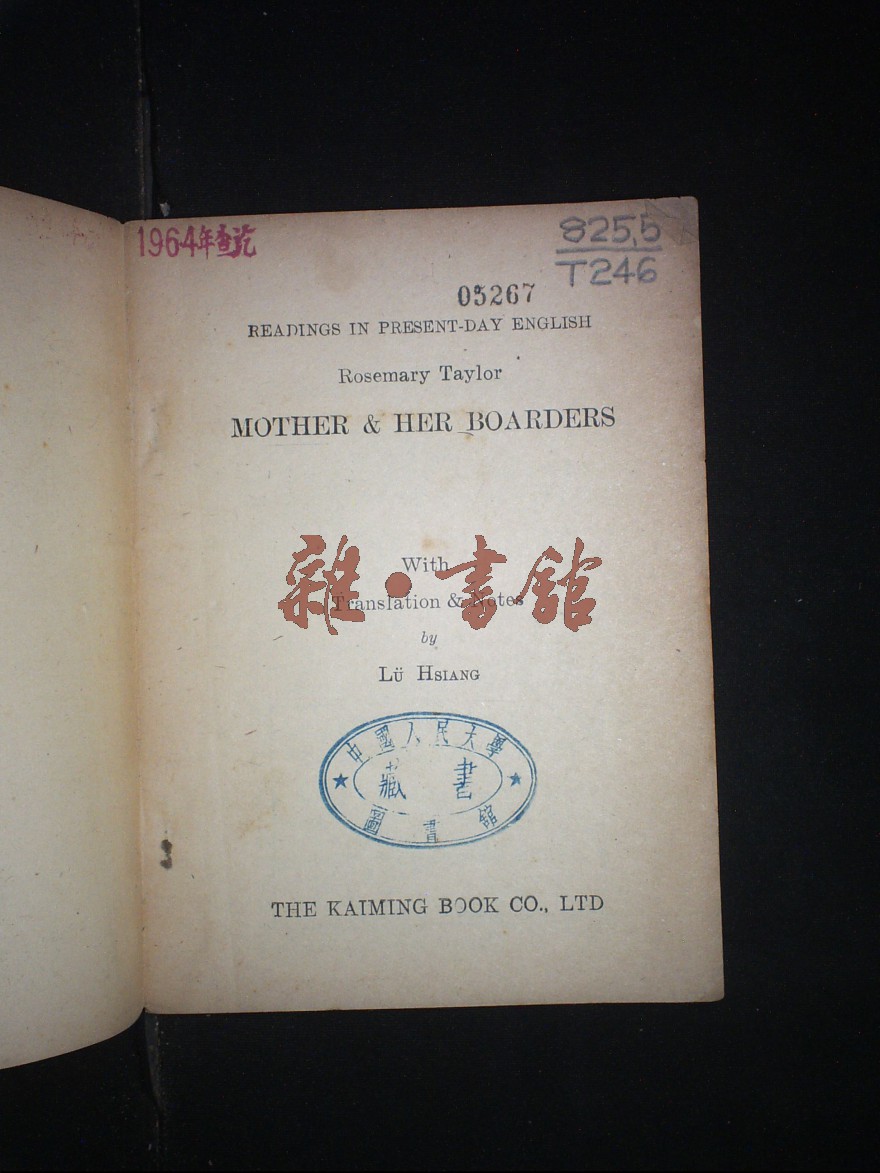 1964年查讫
825.5
T246
05267
READINGS IN PRESENT-DAY ENGLISH
Rosemary Taylor
MOTHER & HER BOARDERS
With
Translation & Notes
by
LÜ HSIANG
雜·書館
中國人民大學
藏書
圖書館
THE KAIMING BOOK CO., LTD